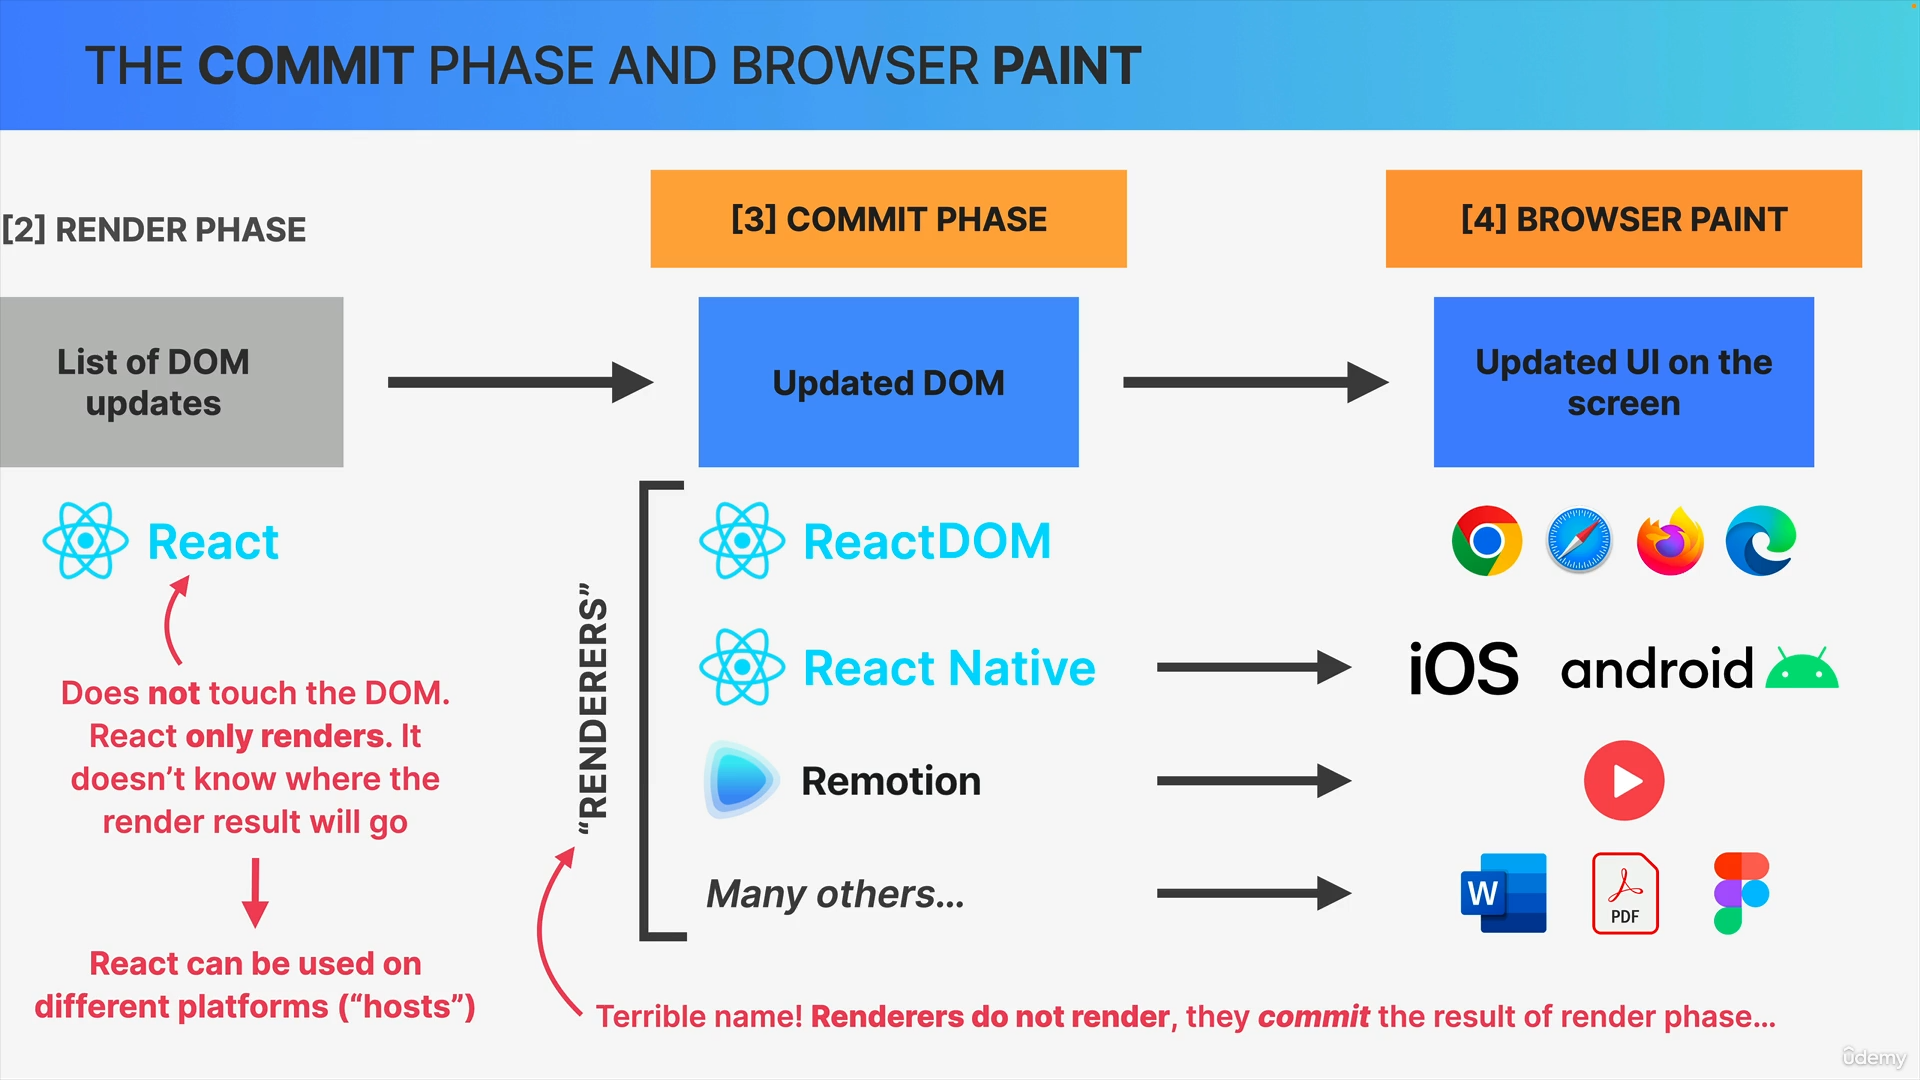 THE COMMIT PHASE AND BROWSER PAINT
[2] RENDER PHASE
[3] COMMIT PHASE
[4] BROWSER PAINT
List of DOM
updates
Updated DOM
Updated UI on the
screen
React
Does not touch the DOM.
React only renders. It
doesn’t know where the
render result will go
React can be used on
different platforms (“hosts”)
“RENDERERS”
ReactDOM
React Native
iOS
android
Remotion
Many others...
W
PDF
Terrible name! Renderers do not render, they commit the result of render phase...
ûdemy